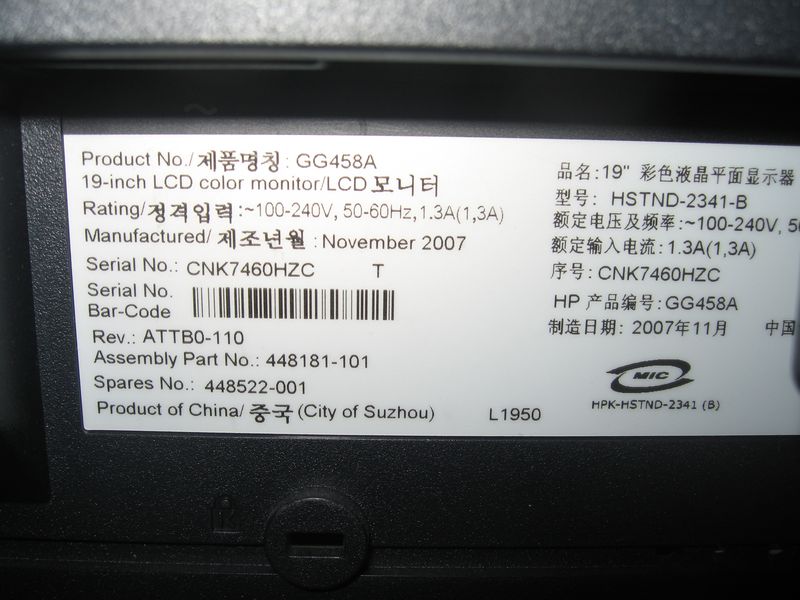 Product No./제품명칭: GG458A
19-inch LCD color monitor/LCD 모니터
Rating/정격입력:~100-240V, 50-60Hz,1.3A(1,3A)
Manufactured/ 제조년월 : November 2007
Serial No.: CNK7460HZC T
Serial No.
Bar-Code
Rev.: ATTB0-110
Assembly Part No.: 448181-101
Spares No.: 448522-001
Product of China/ 중국 (City of Suzhou) L1950
品名:19" 彩色液晶平面显示器
型号: HSTND-2341-B
额定电压及频率:~100-240V,
额定输入电流:1.3A(1,3A)
序号: CNK7460HZC
HP 产品编号:GG458A
制造日期: 2007年11月 中国
MIC
HPK-HSTND-2341 (B)